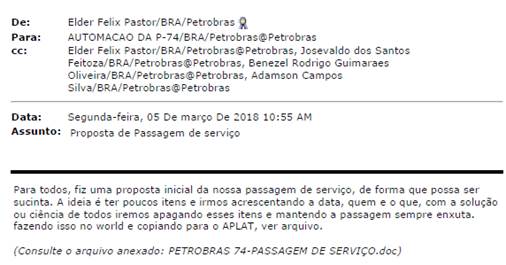 De: Elder Felix Pastor/BRA/Petrobras
Para: AUTOMACAO DA P-74/BRA/Petrobras@Petrobras
cc: Elder Felix Pastor/BRA/Petrobras@Petrobras, Josevaldo dos Santos
Feitoza/BRA/Petrobras@Petrobras, Benezel Rodrigo Guimaraes
Oliveira/BRA/Petrobras@Petrobras, Adamson Campos
Silva/BRA/Petrobras@Petrobras
Data: Segunda-feira, 05 De março De 2018 10:55 AM
Assunto: Proposta de Passagem de serviço
Para todos, fiz uma proposta inicial da nossa passagem de serviço, de forma que possa ser
sucinta. A ideia é ter poucos itens e irmos acrescentando a data, quem e o que, com a solução
ou ciência de todos iremos apagando esses itens e mantendo a passagem sempre enxuta.
fazendo isso no world e copiando para o APLAT, ver arquivo.
(Consulte o arquivo anexado: PETROBRAS 74-PASSAGEM DE SERVIÇO.doc)